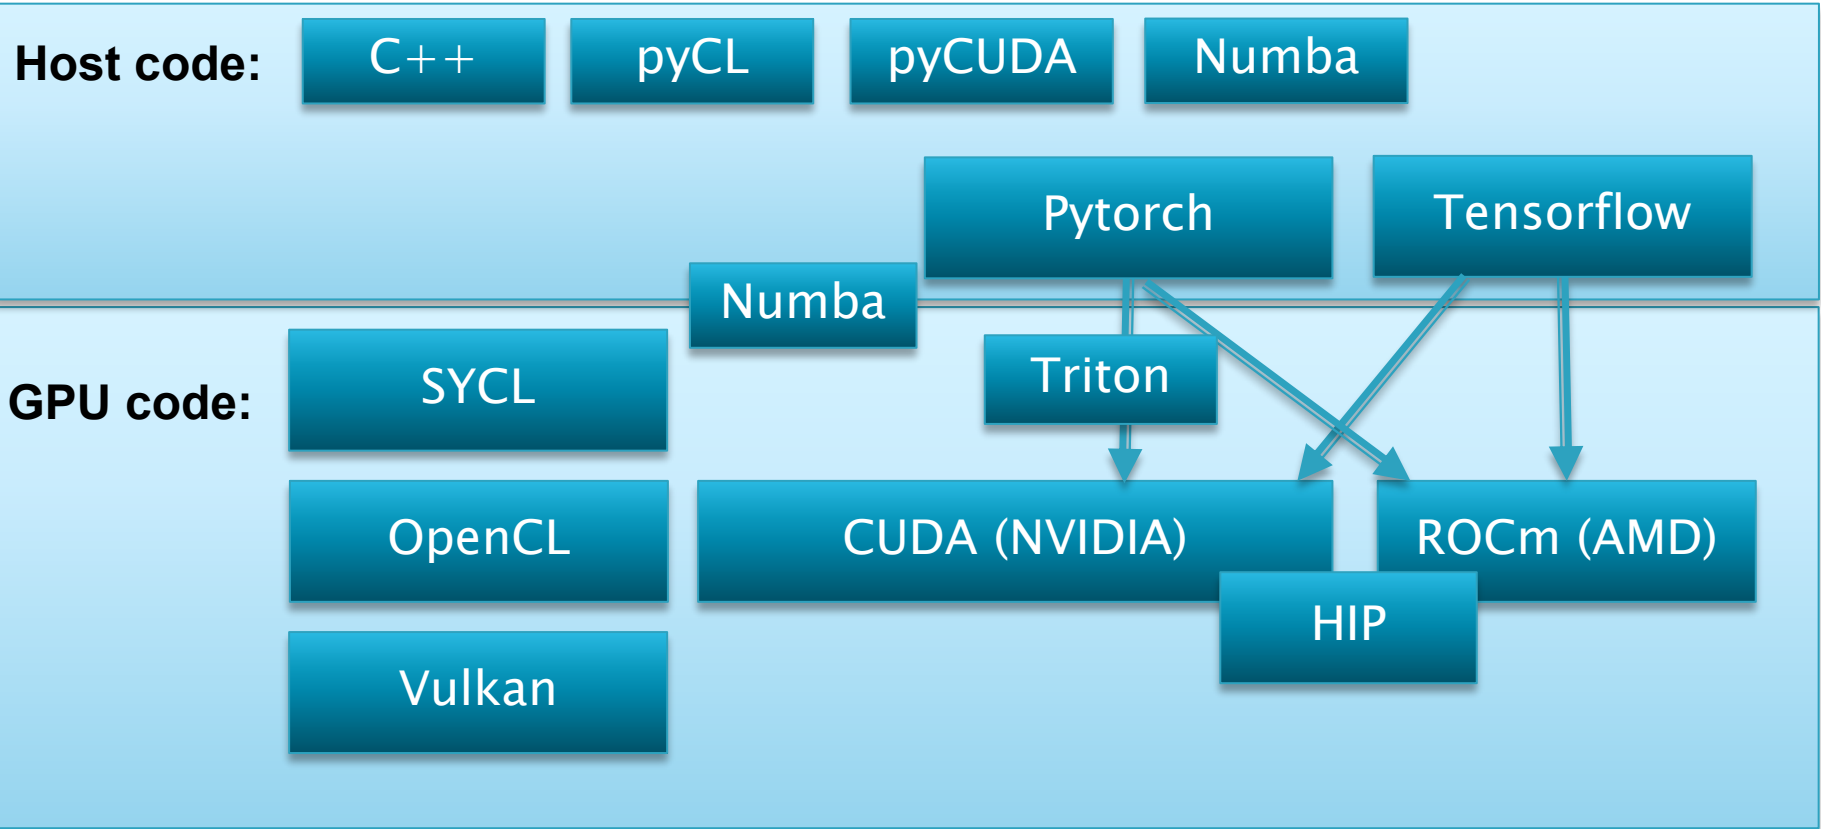 Host code:
C++
pyCL
pyCUDA
Numba
Pytorch
Tensorflow
Numba
GPU code:
SYCL
Triton
OpenCL
CUDA (NVIDIA)
ROCm (AMD)
HIP
Vulkan